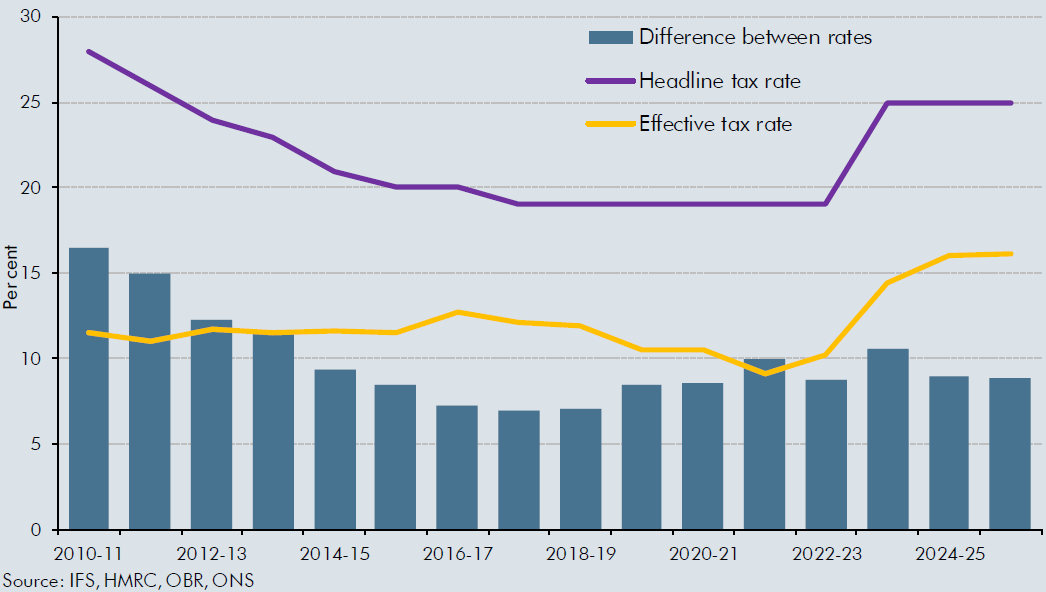 30
25
20
15
10
5
0
Per cent
Difference between rates
Headline tax rate
Effective tax rate
2010-11 2012-13 2014-15 2016-17 2018-19 2020-21 2022-23 2024-25
Source: IFS, HMRC, OBR, ONS